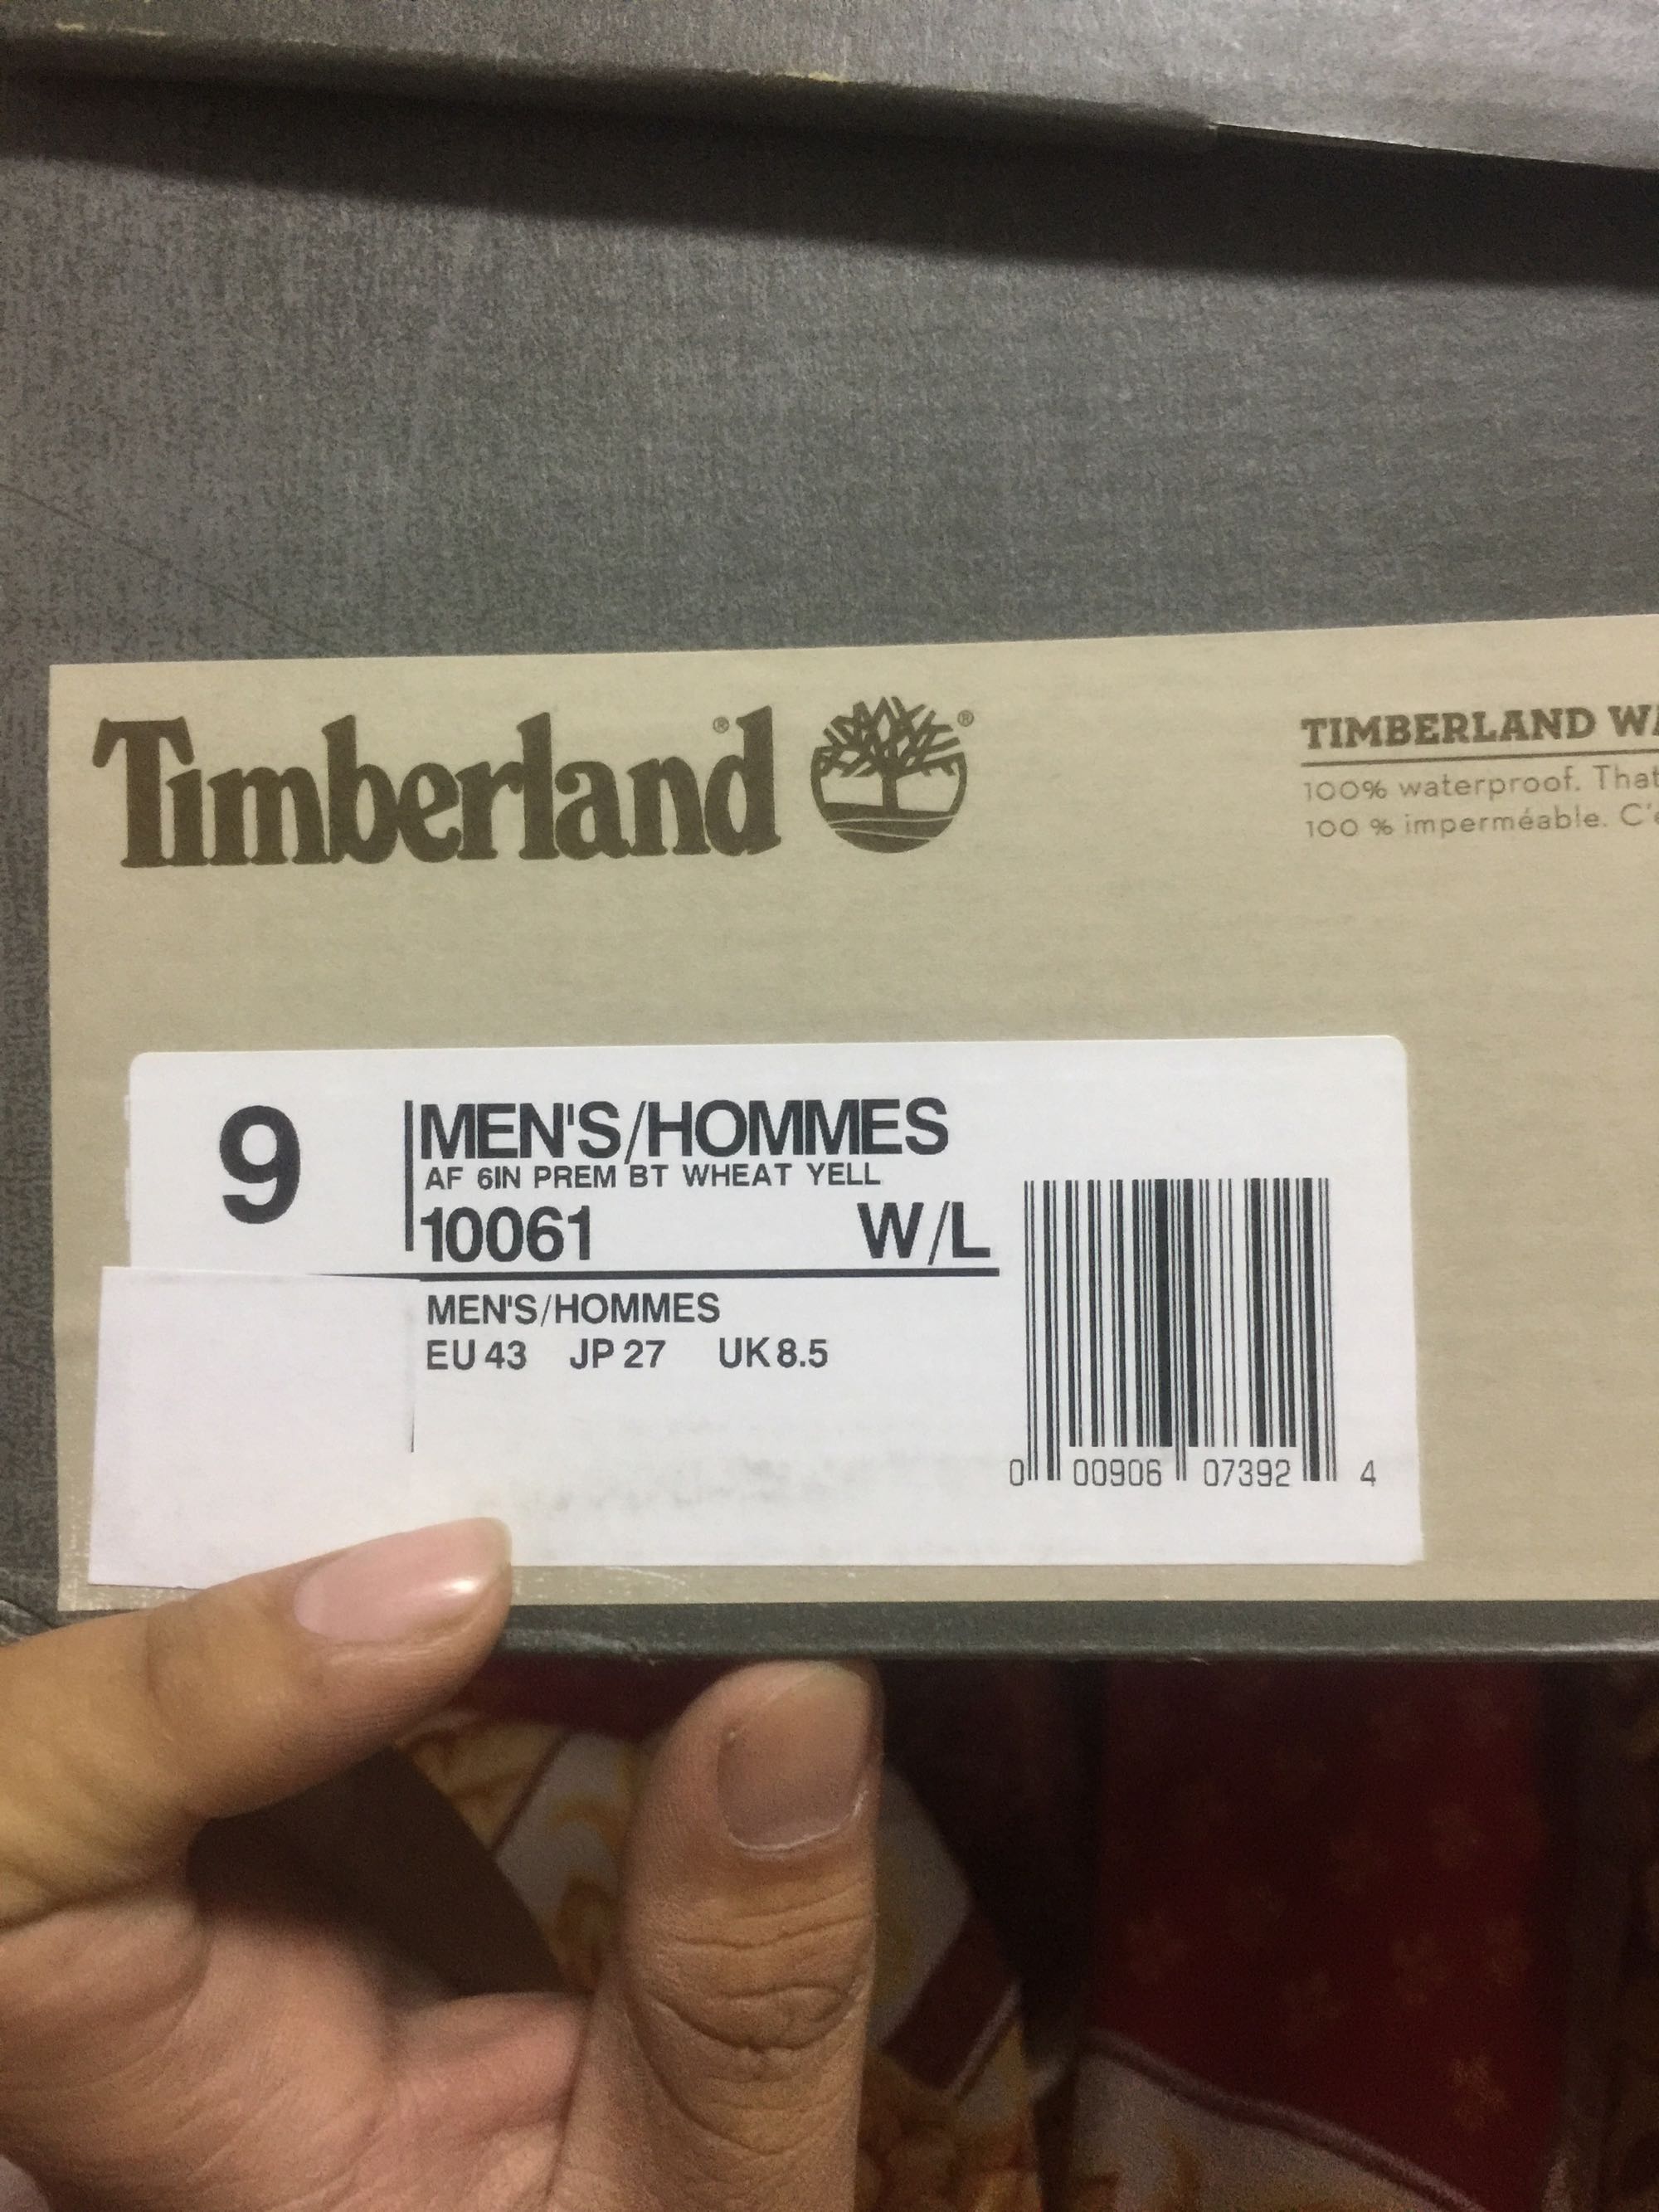 Timberland® ®
TIMBERLAND
100% waterproof. That
100 % imperméable.
9
MEN'S/HOMMES
AF 6IN PREM BT WHEAT YELL
10061 W/L
MEN'S/HOMMES
EU 43 JP 27 UK 8.5
0 00906 07392 4